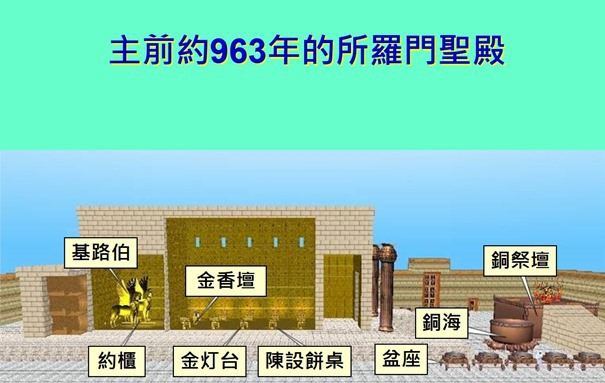 主前約963年的所羅門聖殿
基路伯
金香壇
銅祭壇
銅海
約櫃
金灯台
陳設餅桌
盆座